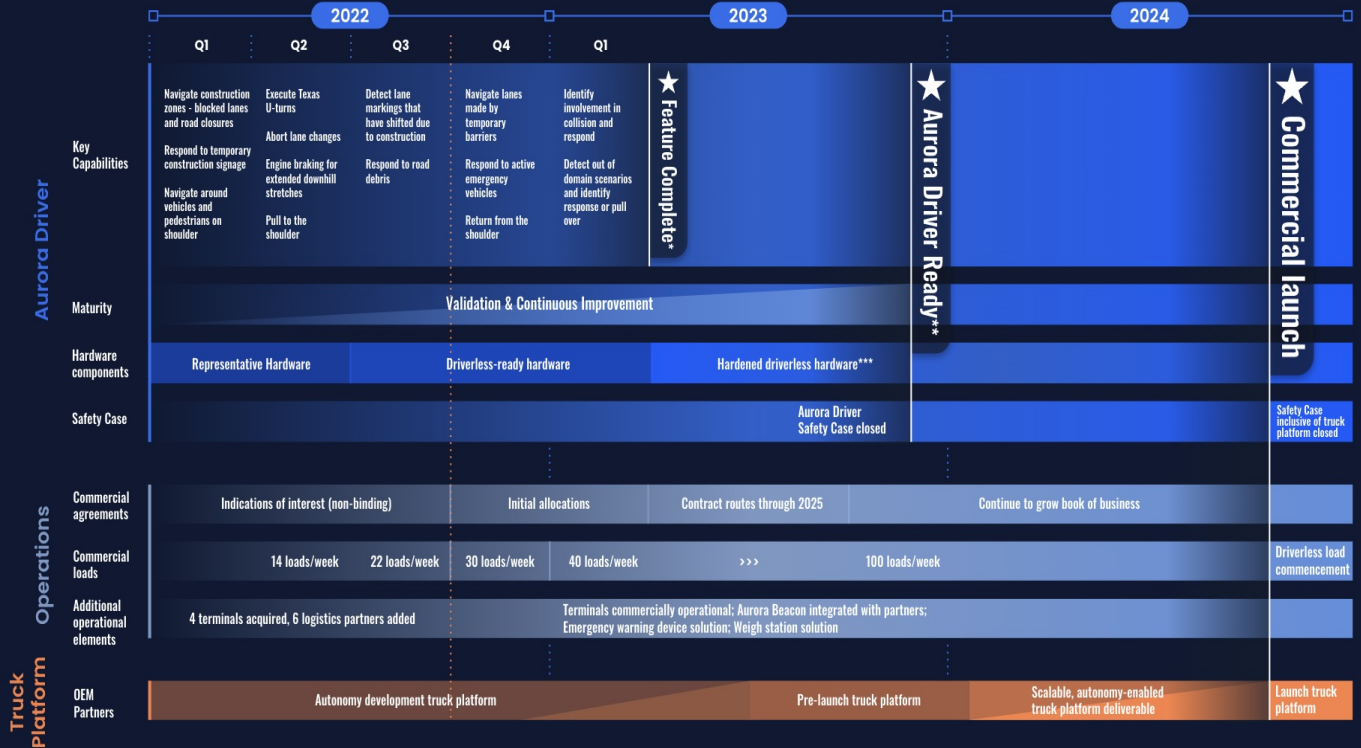 2022
2023
2024
Q1
Q2
Q3
Q4
Q1
Aurora Driver
Key
Capabilities
Navigate construction
zones - blocked lanes
and road closures
Respond to temporary
construction signage
Navigate around
vehicles and
pedestrians on
shoulder
Execute Texas
U-turns
Abort lane changes
Engine braking for
extended downhill
stretches
Pull to the
shoulder
Detect lane
markings that
have shifted due
to construction
Respond to road
debris
Navigate lanes
made by
temporary
barriers
Respond to active
emergency
vehicles
Return from the
shoulder
Identify
involvement in
collision and
respond
Detect out of
domain scenarios
and identify
response or pull
over
★ Feature Complete*
★ Aurora Driver Ready**
★ Commercial launch
Maturity
Validation & Continuous Improvement
Hardware
components
Representative Hardware
Driverless-ready hardware
Hardened driverless hardware***
Safety Case
Aurora Driver
Safety Case closed
Safety Case
inclusive of truck
platform closed
Operations
Commercial
agreements
Indications of interest (non-binding)
Initial allocations
Contract routes through 2025
Continue to grow book of business
Commercial
loads
14 loads/week
22 loads/week
30 loads/week
40 loads/week
>>>
100 loads/week
Driverless load
commencement
Additional
operational
elements
4 terminals acquired, 6 logistics partners added
Terminals commercially operational; Aurora Beacon integrated with partners;
Emergency warning device solution; Weigh station solution
Truck
Platform
OEM
Partners
Autonomy development truck platform
Pre-launch truck platform
Scalable, autonomy-enabled
truck platform deliverable
Launch truck
platform